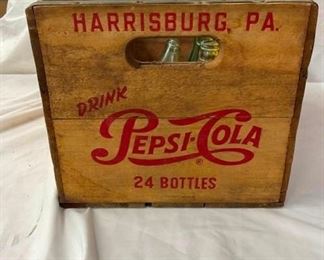 HARRISBURG, PA.
DRINK
PEPSI-COLA
®
24 BOTTLES